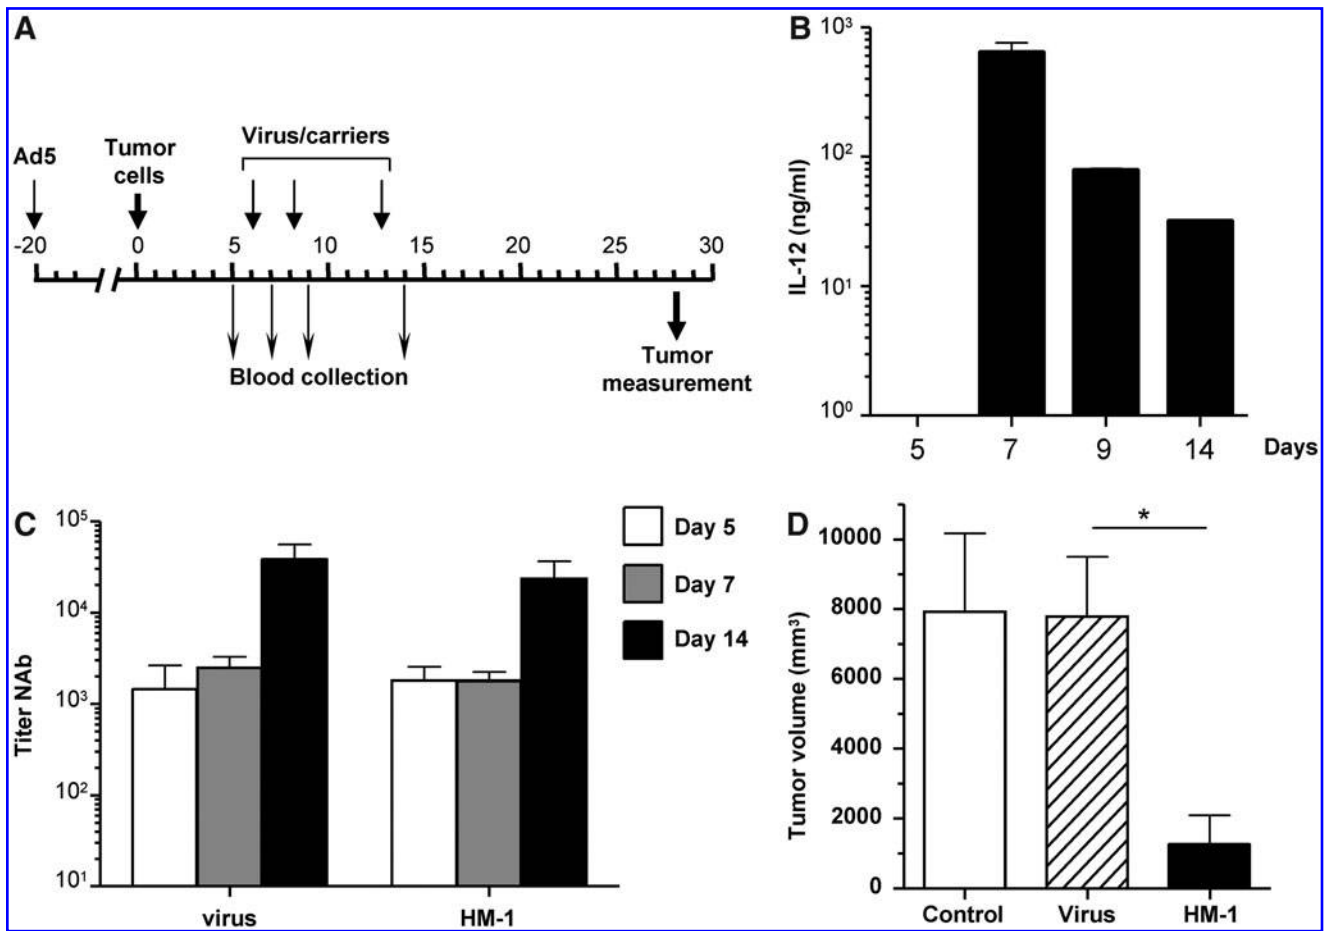 A
Ad5
Tumor
cells
Virus/carriers
-20 0 5 10 15 20 25 30
Blood collection
Tumor
measurement
B
IL-12 (ng/ml)
10³
10²
10¹
10⁰
5 7 9 14 Days
C
Titer NAb
10⁵
10⁴
10³
10²
10¹
virus HM-1
Day 5
Day 7
Day 14
D
Tumor volume (mm³)
10000
8000
6000
4000
2000
0
*
Control Virus HM-1